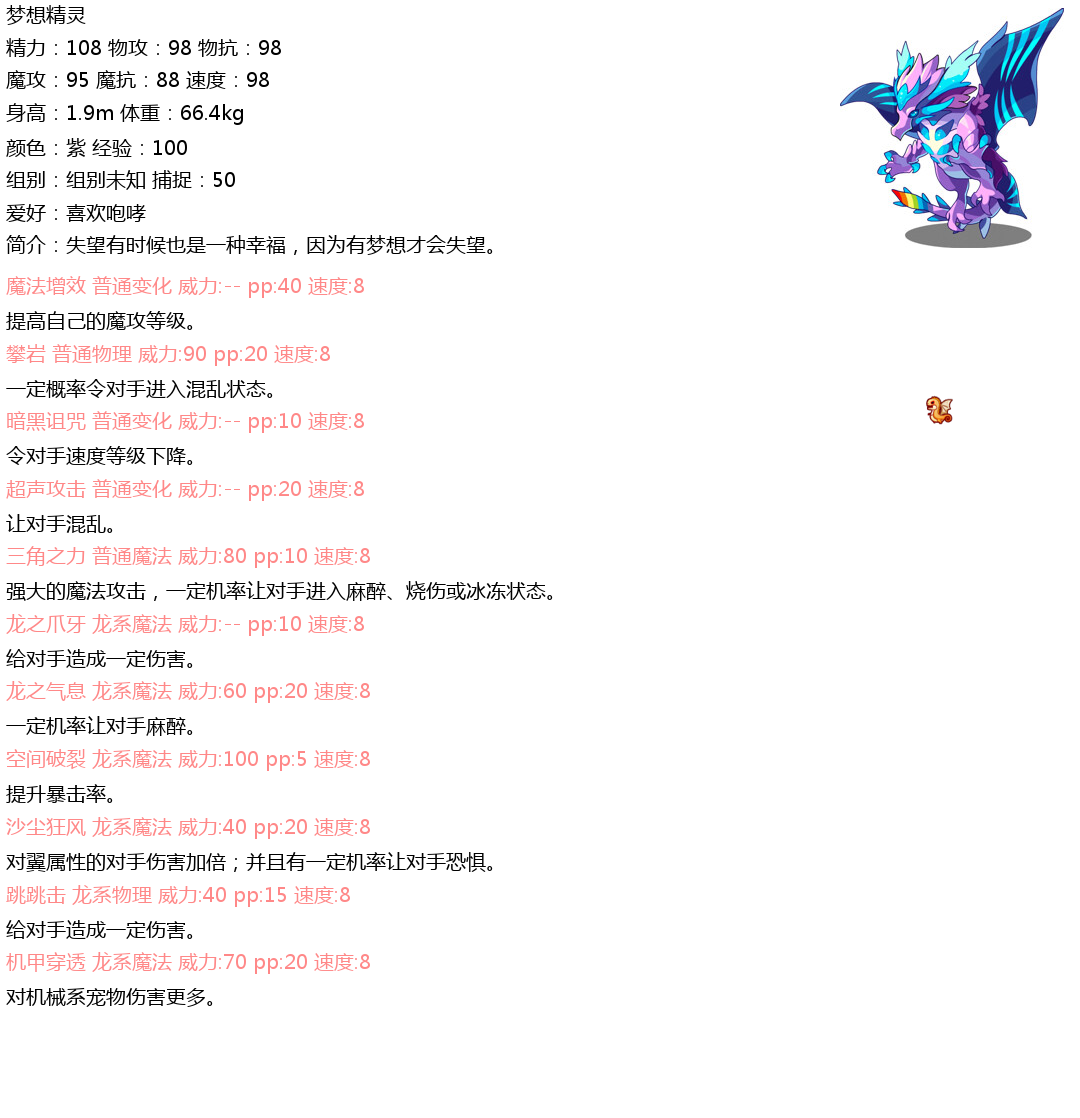 梦想精灵
精力：108 物攻：98 物抗：98
魔攻：95 魔抗：88 速度：98
身高：1.9m 体重：66.4kg
颜色：紫 经验：100
组别：组别未知 捕捉：50
爱好：喜欢咆哮
简介：失望有时候也是一种幸福，因为有梦想才会失望。
魔法增效 普通变化 威力:-- pp:40 速度:8
提高自己的魔攻等级。
攀岩 普通物理 威力:90 pp:20 速度:8
一定概率令对手进入混乱状态。
暗黑诅咒 普通变化 威力:-- pp:10 速度:8
令对手速度等级下降。
超声攻击 普通变化 威力:-- pp:20 速度:8
让对手混乱。
三角之力 普通魔法 威力:80 pp:10 速度:8
强大的魔法攻击，一定机率让对手进入麻醉、烧伤或冰冻状态。
龙之爪牙 龙系魔法 威力:-- pp:10 速度:8
给对手造成一定伤害。
龙之气息 龙系魔法 威力:60 pp:20 速度:8
一定机率让对手麻醉。
空间破裂 龙系魔法 威力:100 pp:5 速度:8
提升暴击率。
沙尘狂风 龙系魔法 威力:40 pp:20 速度:8
对翼属性的对手伤害加倍；并且有一定机率让对手恐惧。
跳跳击 龙系物理 威力:40 pp:15 速度:8
给对手造成一定伤害。
机甲穿透 龙系魔法 威力:70 pp:20 速度:8
对机械系宠物伤害更多。